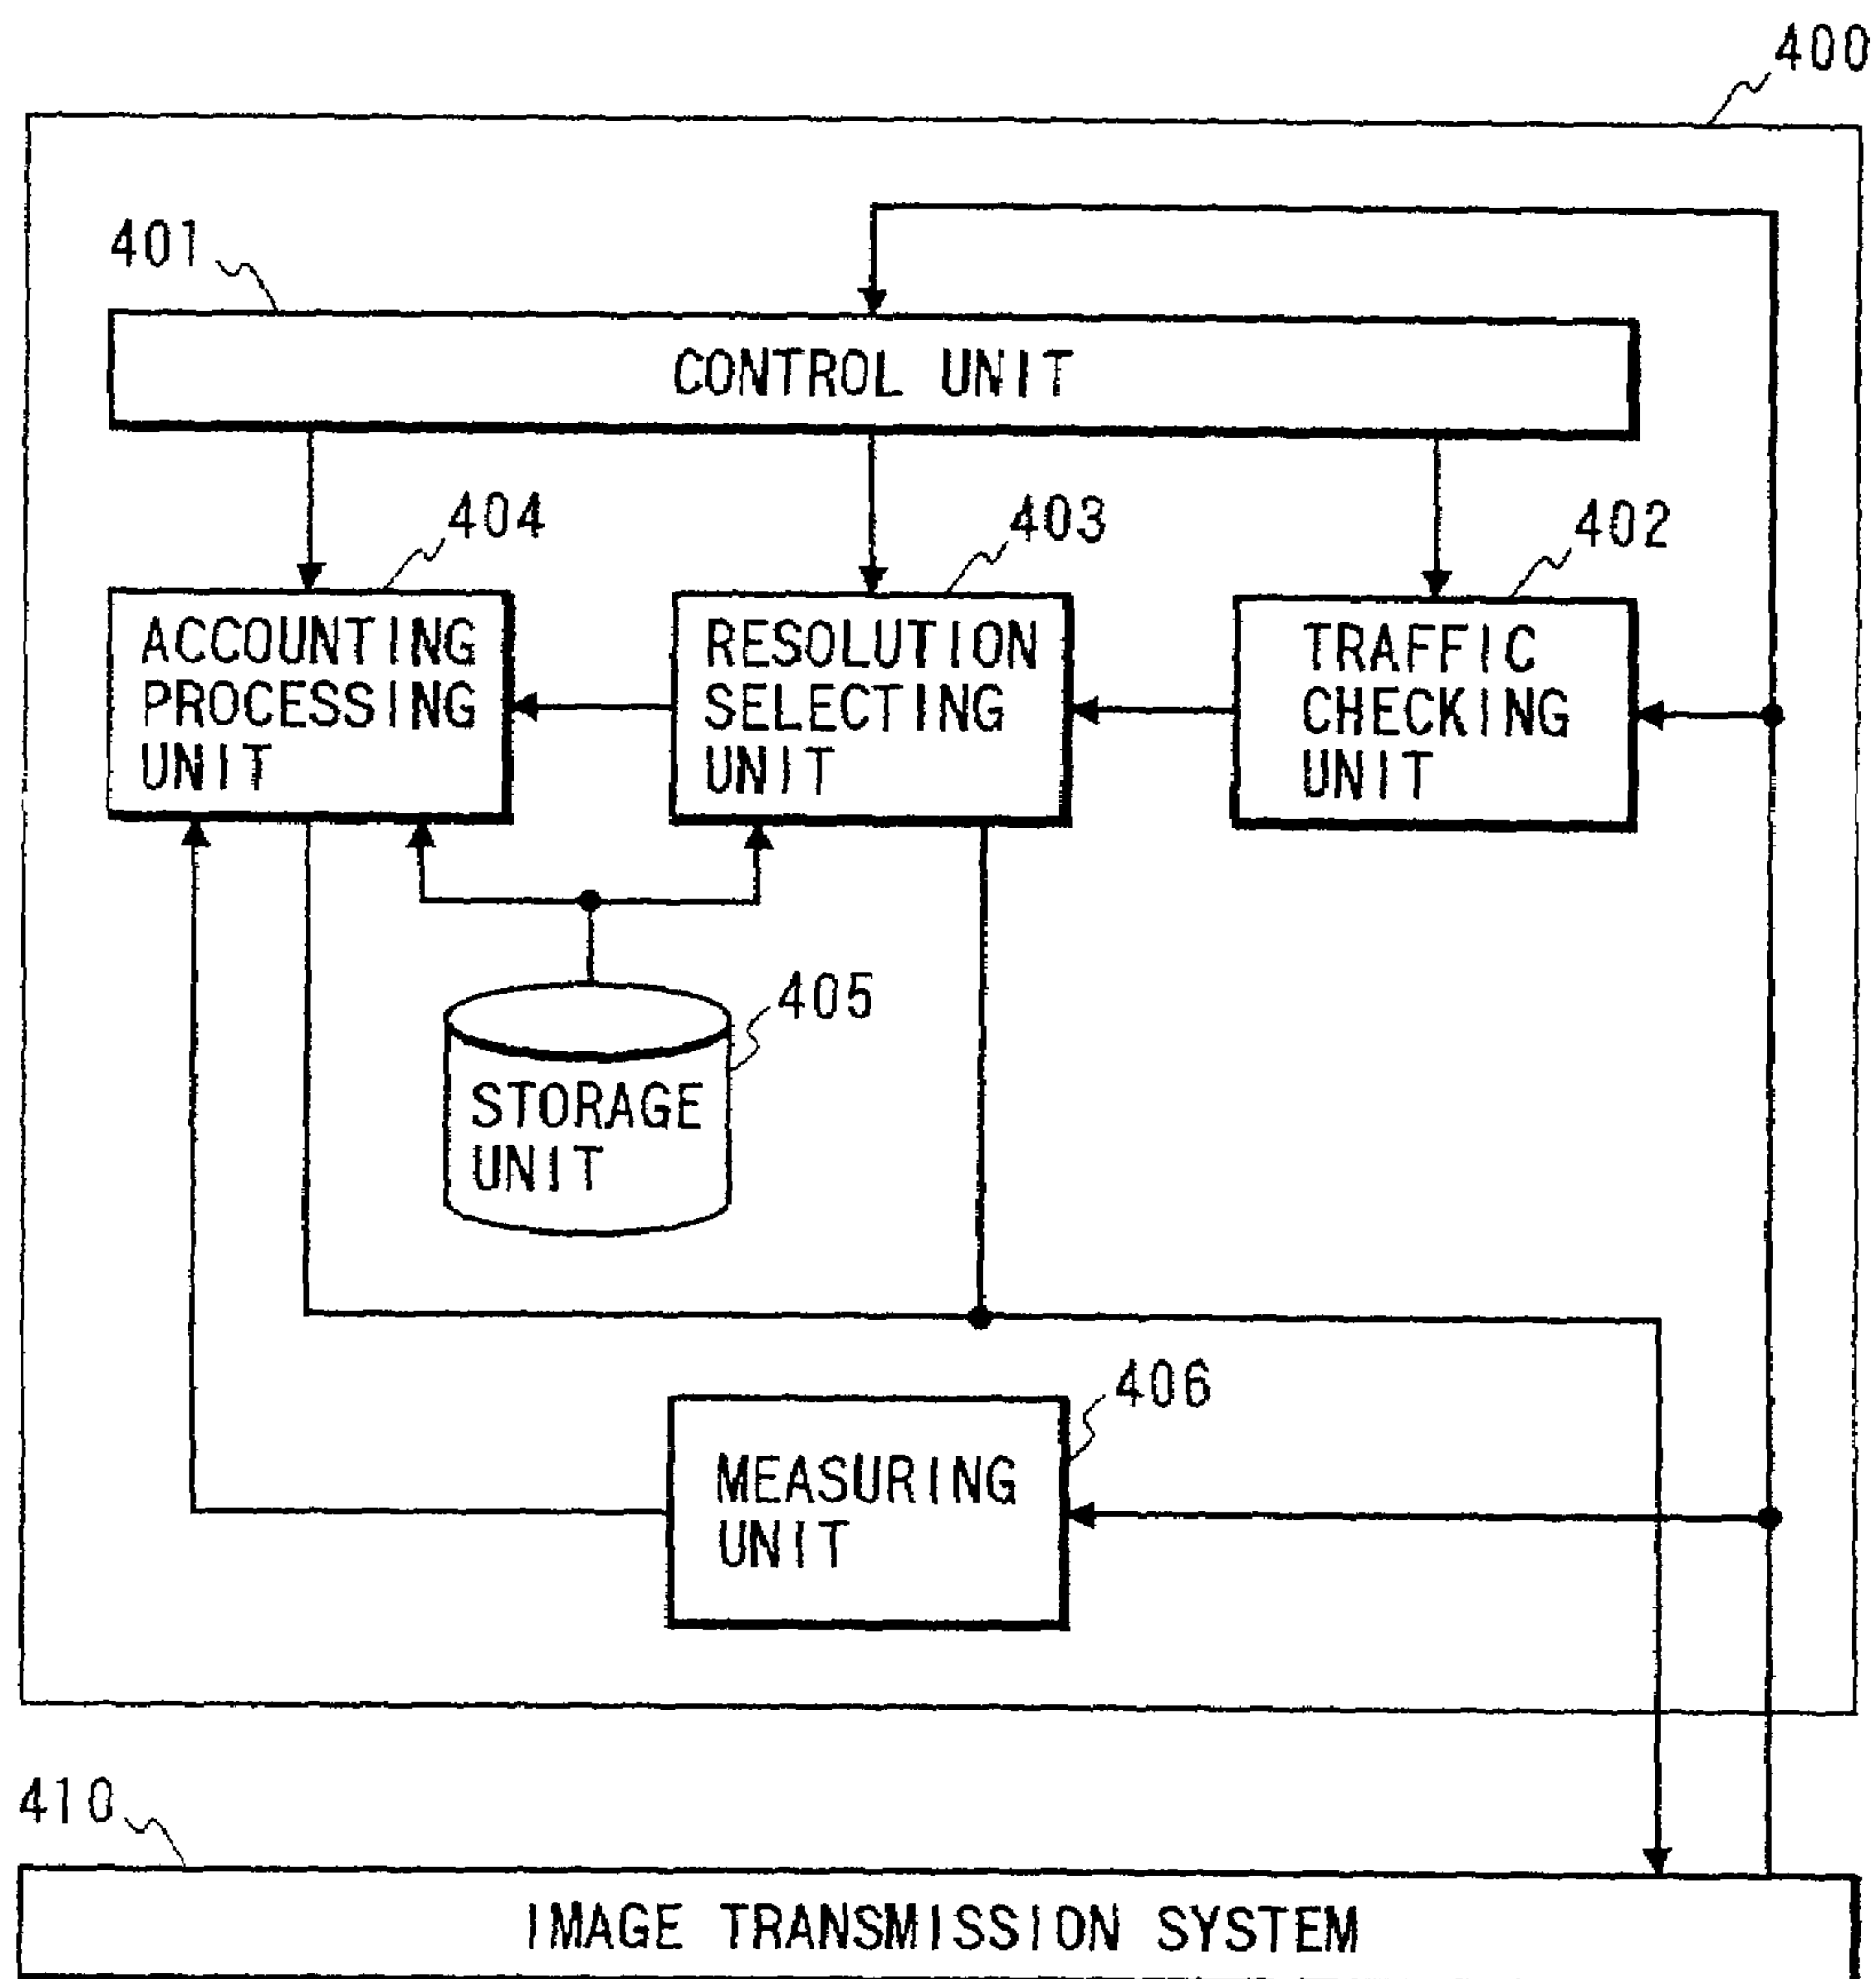 400
401
CONTROL UNIT
404
403
402
ACCOUNTING
PROCESSING
UNIT
RESOLUTION
SELECTING
UNIT
TRAFFIC
CHECKING
UNIT
405
STORAGE
UNIT
406
MEASURING
UNIT
410
IMAGE TRANSMISSION SYSTEM